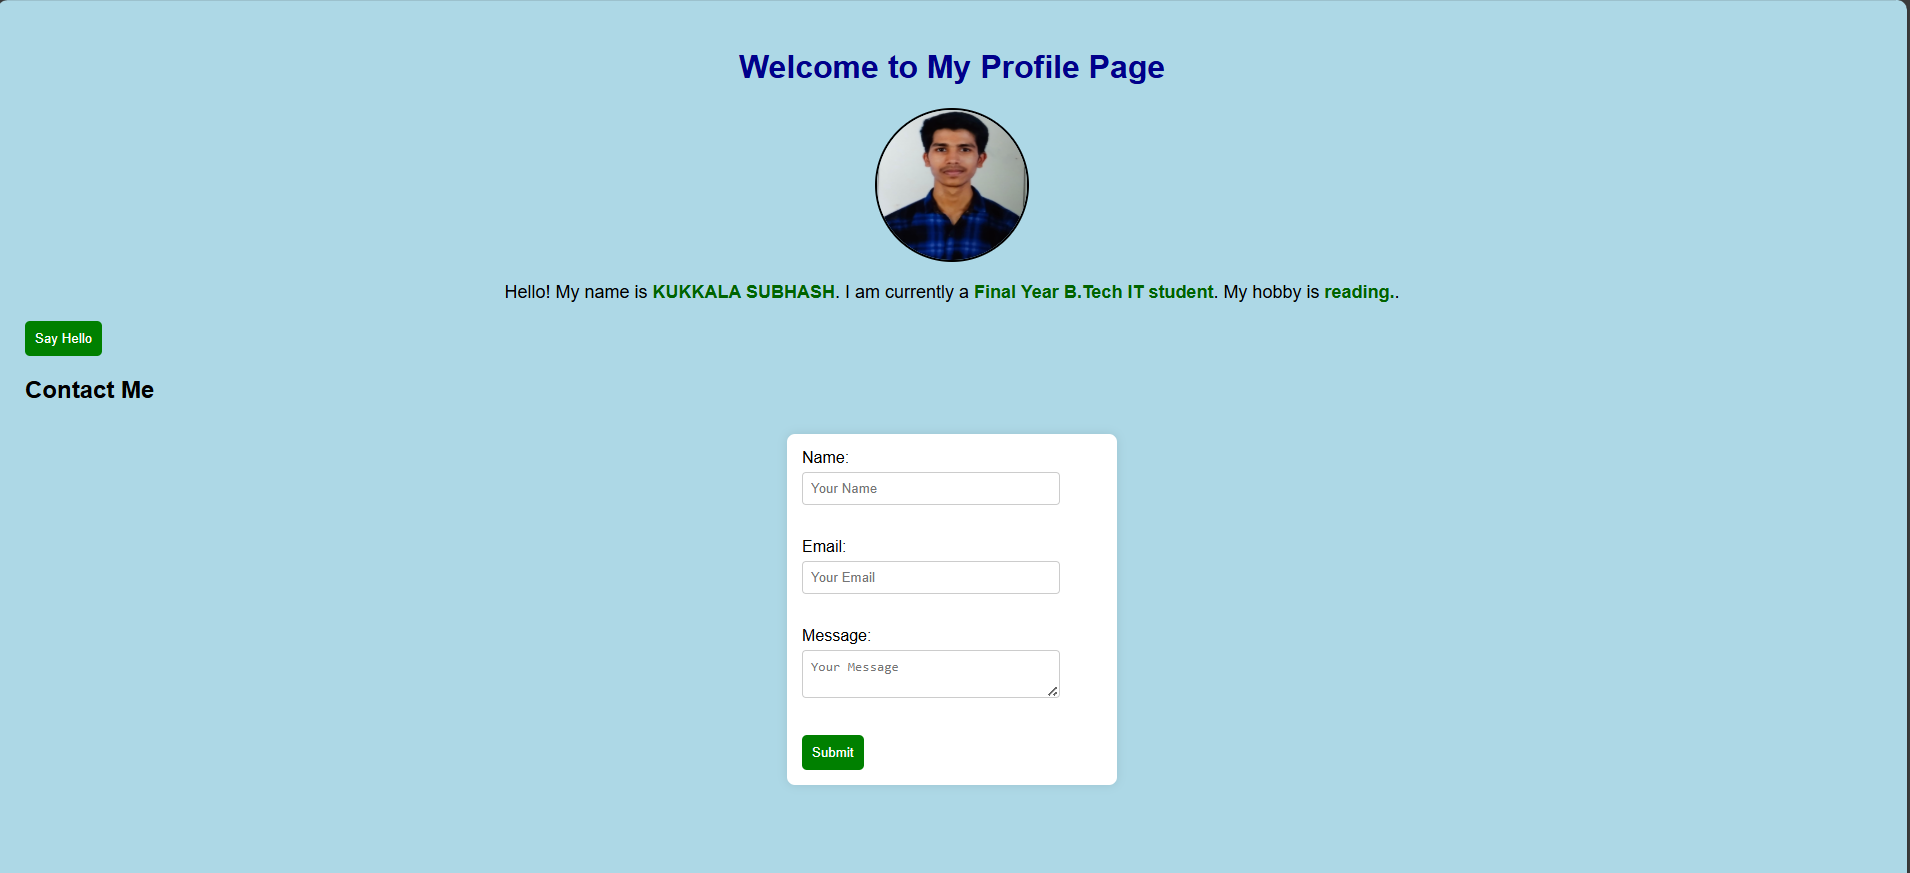 Welcome to My Profile Page
Hello! My name is KUKKALA SUBHASH. I am currently a Final Year B.Tech IT student. My hobby is reading..
Say Hello
Contact Me
Name:
Your Name
Email:
Your Email
Message:
Your Message
Submit